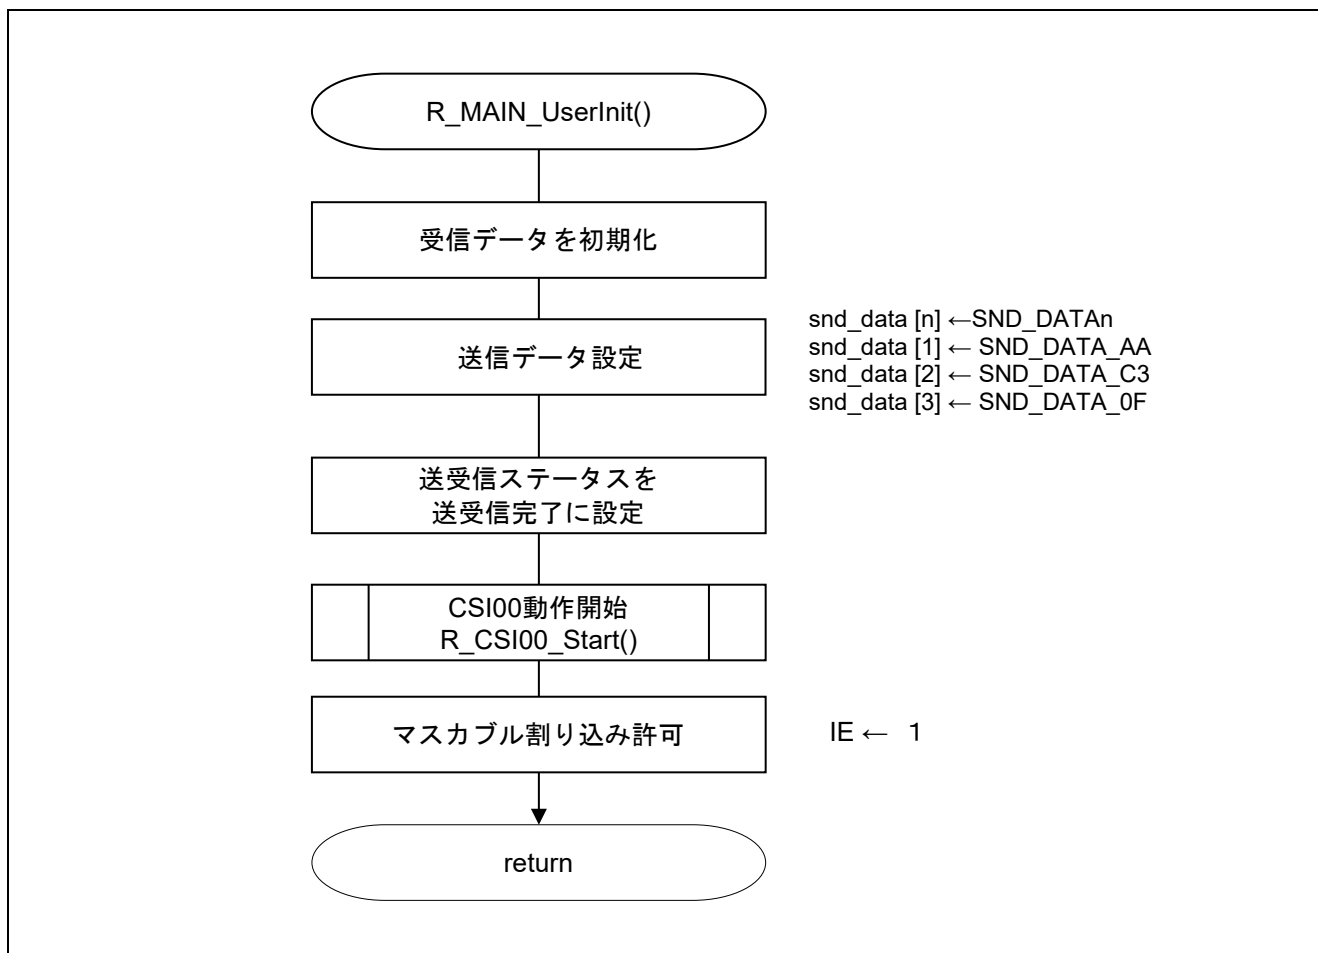 R_MAIN_UserInit()
受信データを初期化
送信データ設定
snd_data [n] ←SND_DATAn
snd_data [1] ← SND_DATA_AA
snd_data [2] ← SND_DATA_C3
snd_data [3] ← SND_DATA_0F
送受信ステータスを
送受信完了に設定
CSI00動作開始
R_CSI00_Start()
マスカブル割り込み許可
IE ← 1
return